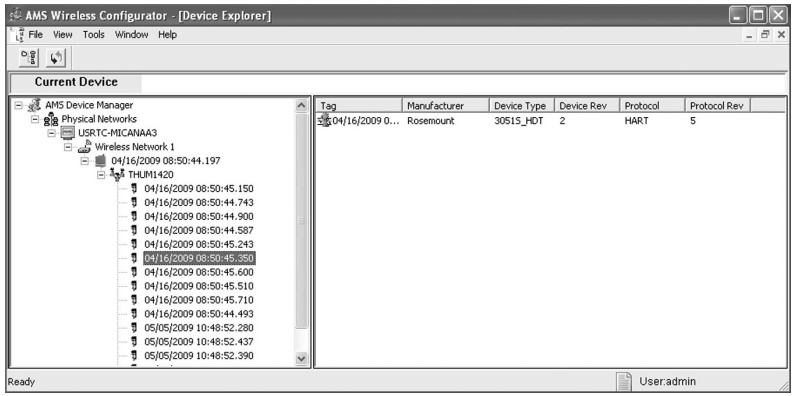 AMS Wireless Configurator - [Device Explorer]
File View Tools Window Help
Current Device
AMS Device Manager
Physical Networks
USRTC-MICANAA3
Wireless Network 1
04/16/2009 08:50:44.197
THUM1420
04/16/2009 08:50:45.150
04/16/2009 08:50:44.743
04/16/2009 08:50:44.900
04/16/2009 08:50:44.587
04/16/2009 08:50:45.243
04/16/2009 08:50:45.350
04/16/2009 08:50:45.600
04/16/2009 08:50:45.510
04/16/2009 08:50:45.710
04/16/2009 08:50:44.493
05/05/2009 10:48:52.280
05/05/2009 10:48:52.437
05/05/2009 10:48:52.390
Tag Manufacturer Device Type Device Rev Protocol Protocol Rev
04/16/2009 0... Rosemount 3051S_HDT 2 HART 5
Ready User:admin